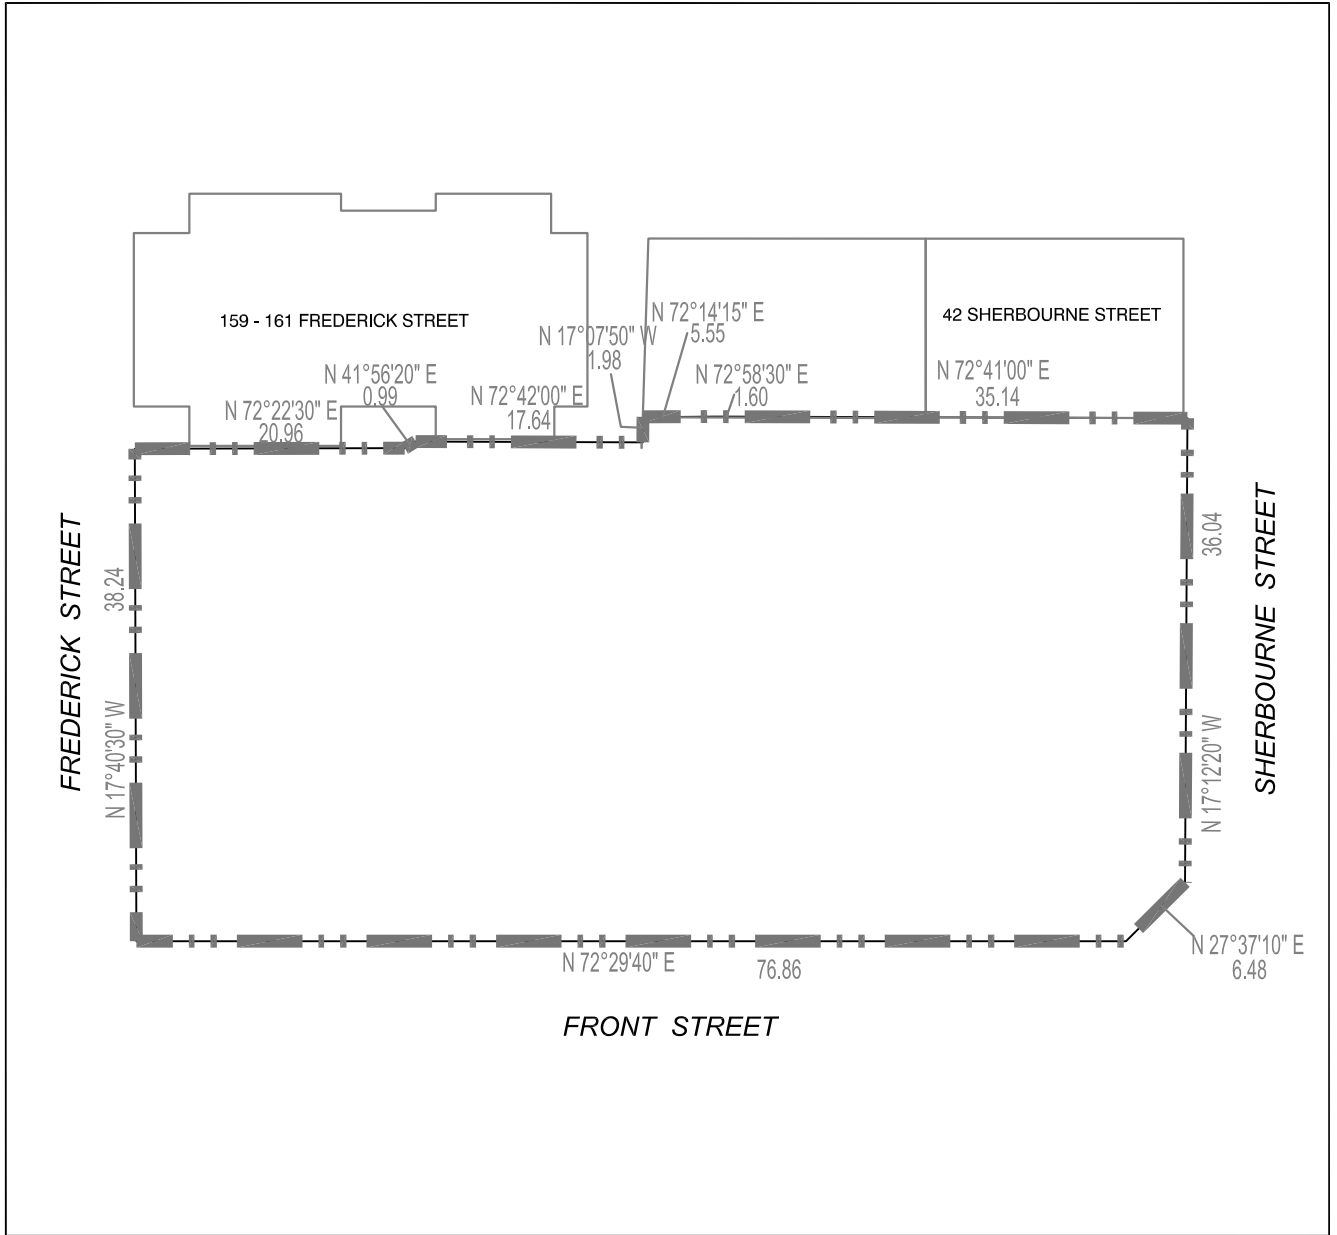 159 - 161 FREDERICK STREET
42 SHERBOURNE STREET
N 72°14'15" E
5.55
N 17°07'50" W
1.98
N 41°56'20" E
0.99
N 72°58'30" E
1.60
N 72°41'00" E
35.14
N 72°42'00" E
17.64
N 72°22'30" E
20.96
FREDERICK STREET
38.24
N 17°40'30" W
36.04
N 17°12'20" W
SHERBOURNE STREET
N 72°29'40" E
76.86
N 27°37'10" E
6.48
FRONT STREET